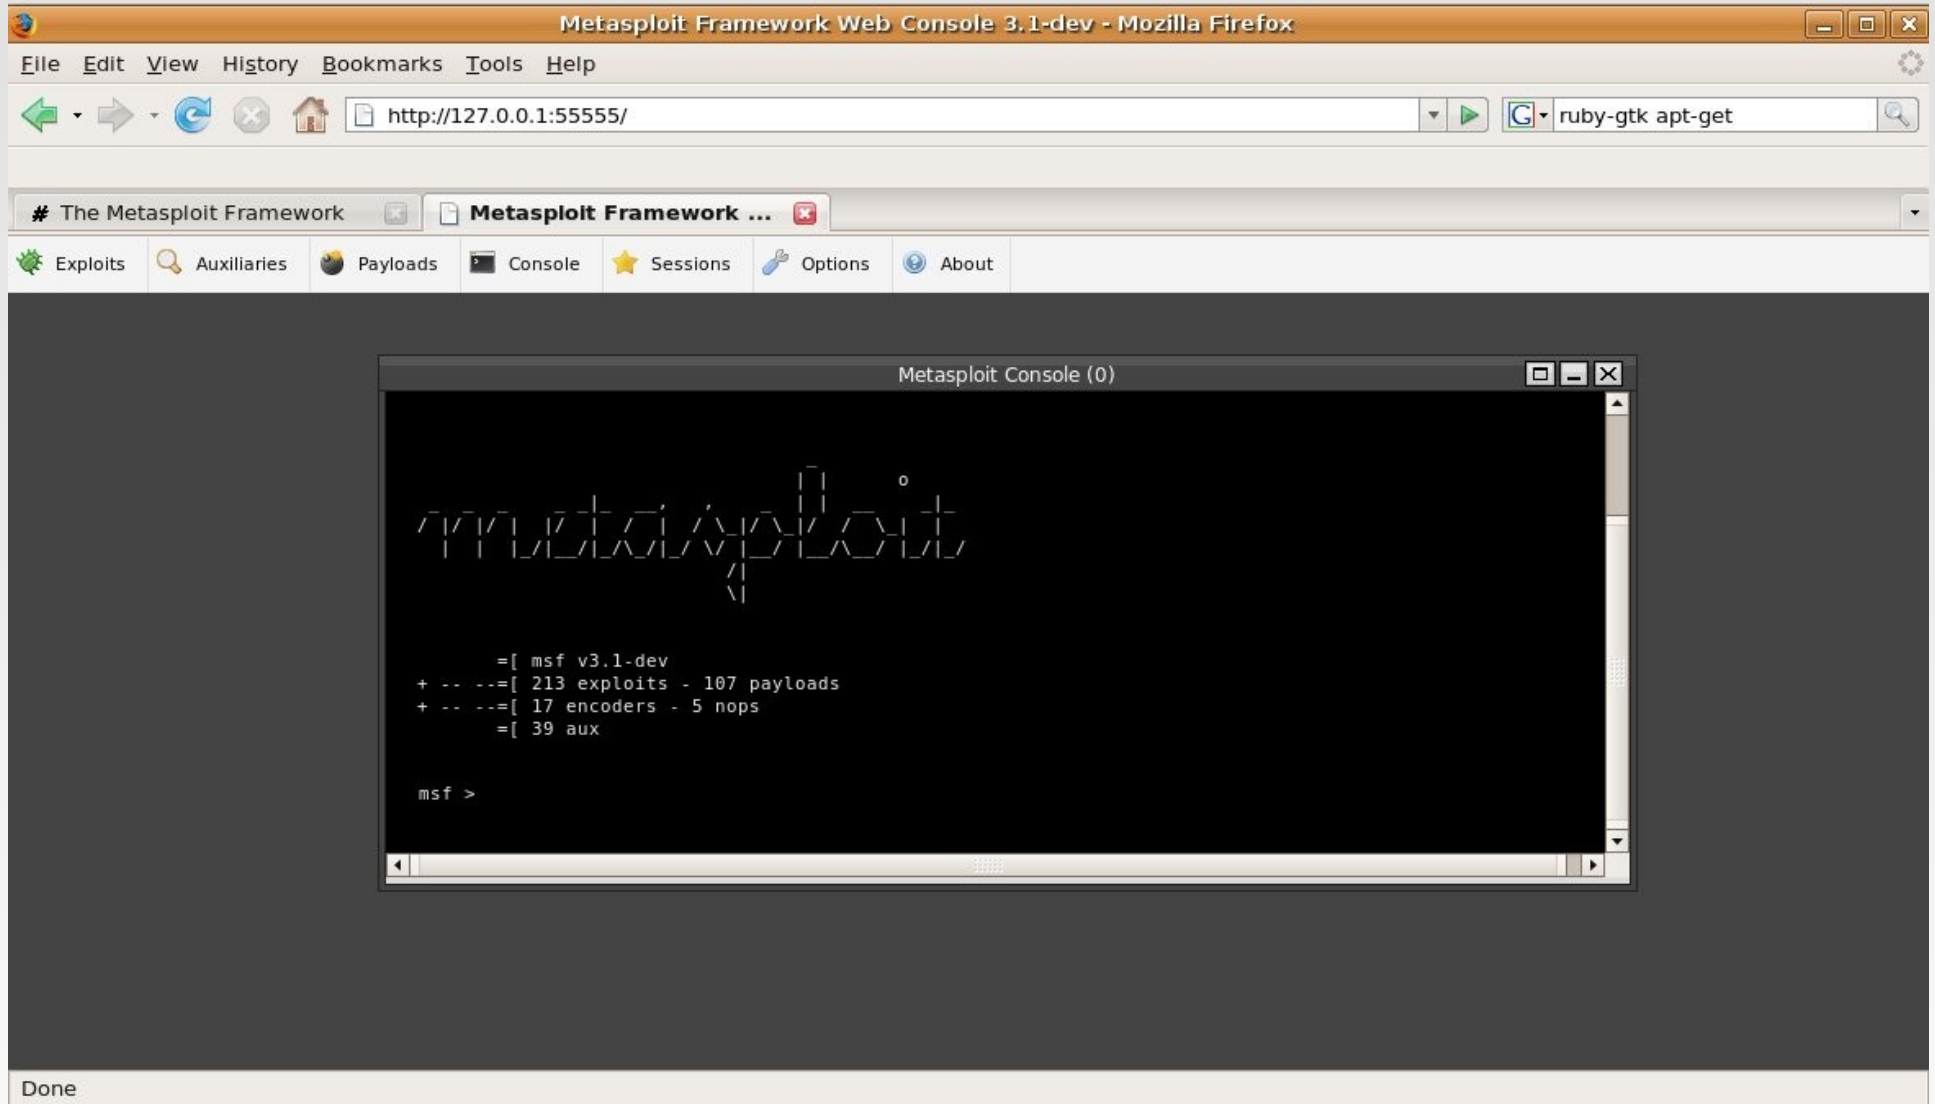 Metasploit Framework Web Console 3.1-dev - Mozilla Firefox
File Edit View History Bookmarks Tools Help
http://127.0.0.1:55555/ G ruby-gtk apt-get
# The Metasploit Framework Metasploit Framework ...
Exploits Auxiliaries Payloads Console Sessions Options About
Metasploit Console (0)
metasploit
=[ msf v3.1-dev
+ -- --=[ 213 exploits - 107 payloads
+ -- --=[ 17 encoders - 5 nops
=[ 39 aux
msf >
Done